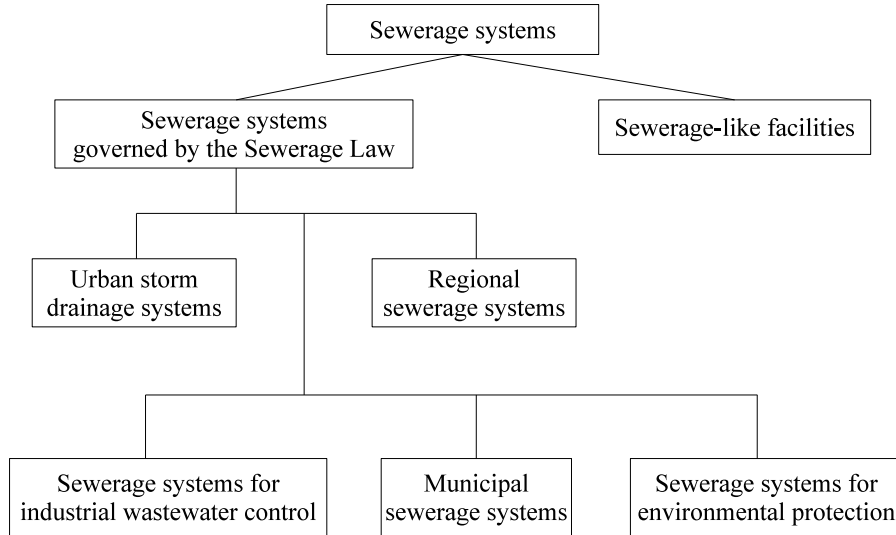 Sewerage systems
Sewerage systems
governed by the Sewerage Law
Sewerage-like facilities
Urban storm
drainage systems
Regional
sewerage systems
Sewerage systems for
industrial wastewater control
Municipal
sewerage systems
Sewerage systems for
environmental protection